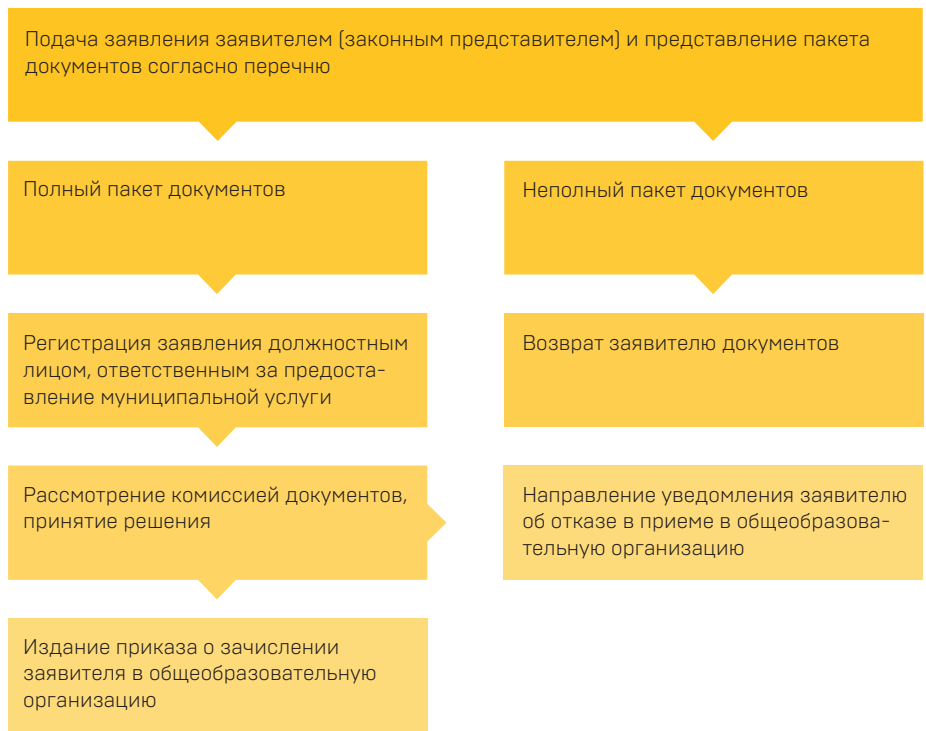 Подача заявления заявителем (законным представителем) и представление пакета
документов согласно перечню
Полный пакет документов
Неполный пакет документов
Регистрация заявления должностным
лицом, ответственным за предоста-
вление муниципальной услуги
Возврат заявителю документов
Рассмотрение комиссией документов,
принятие решения
Направление уведомления заявителю
об отказе в приеме в общеобразова-
тельную организацию
Издание приказа о зачислении
заявителя в общеобразовательную
организацию